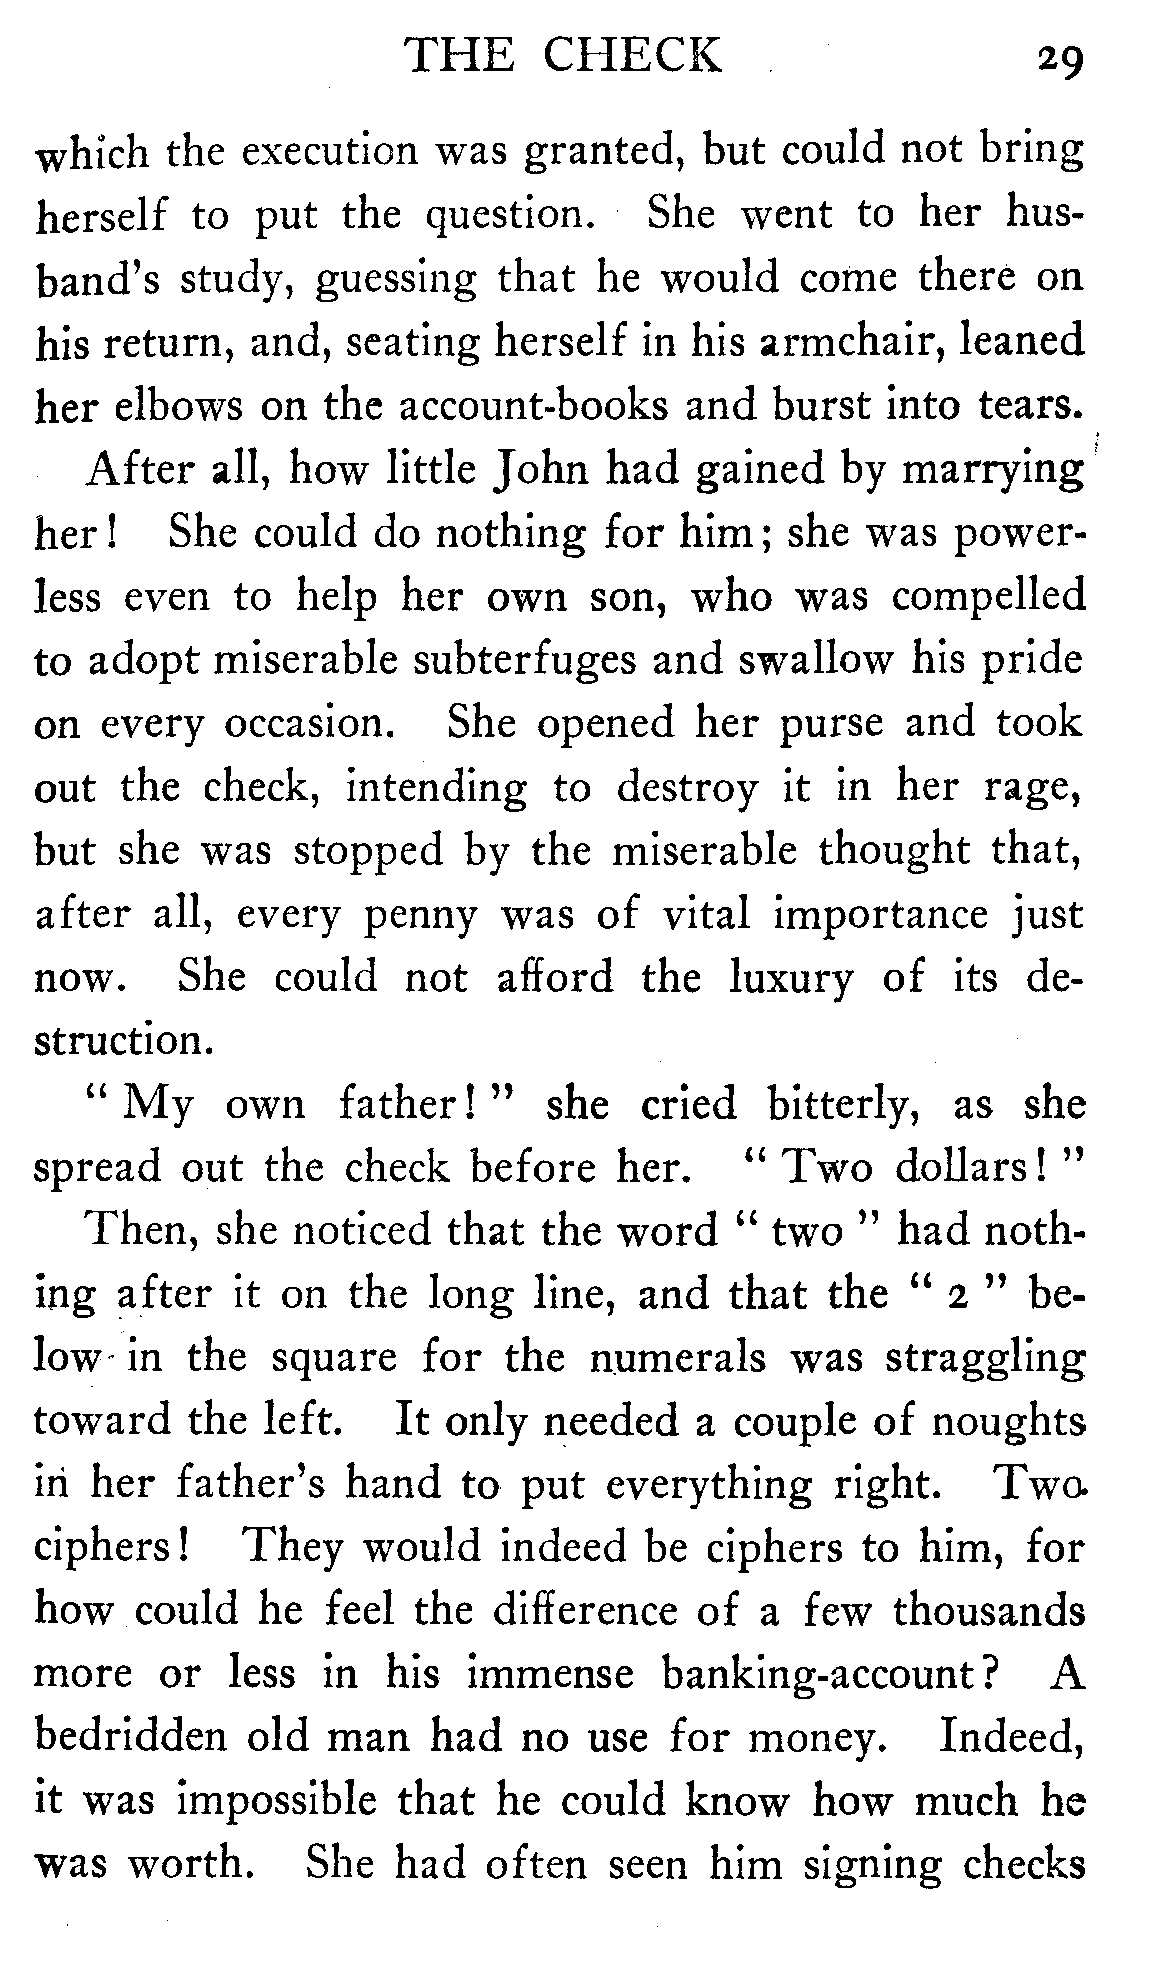 THE CHECK 29
which the execution was granted, but could not bring
herself to put the question. She went to her hus-
band's study, guessing that he would come there on
his return, and, seating herself in his armchair, leaned
her elbows on the account-books and burst into tears.
After all, how little John had gained by marrying
her! She could do nothing for him; she was power-
less even to help her own son, who was compelled
to adopt miserable subterfuges and swallow his pride
on every occasion. She opened her purse and took
out the check, intending to destroy it in her rage,
but she was stopped by the miserable thought that,
after all, every penny was of vital importance just
now. She could not afford the luxury of its de-
struction.
" My own father! " she cried bitterly, as she
spread out the check before her. " Two dollars! "
Then, she noticed that the word " two " had noth-
ing after it on the long line, and that the " 2 " be-
low in the square for the numerals was straggling
toward the left. It only needed a couple of noughts
in her father's hand to put everything right. Two
ciphers! They would indeed be ciphers to him, for
how could he feel the difference of a few thousands
more or less in his immense banking-account? A
bedridden old man had no use for money. Indeed,
it was impossible that he could know how much he
was worth. She had often seen him signing checks